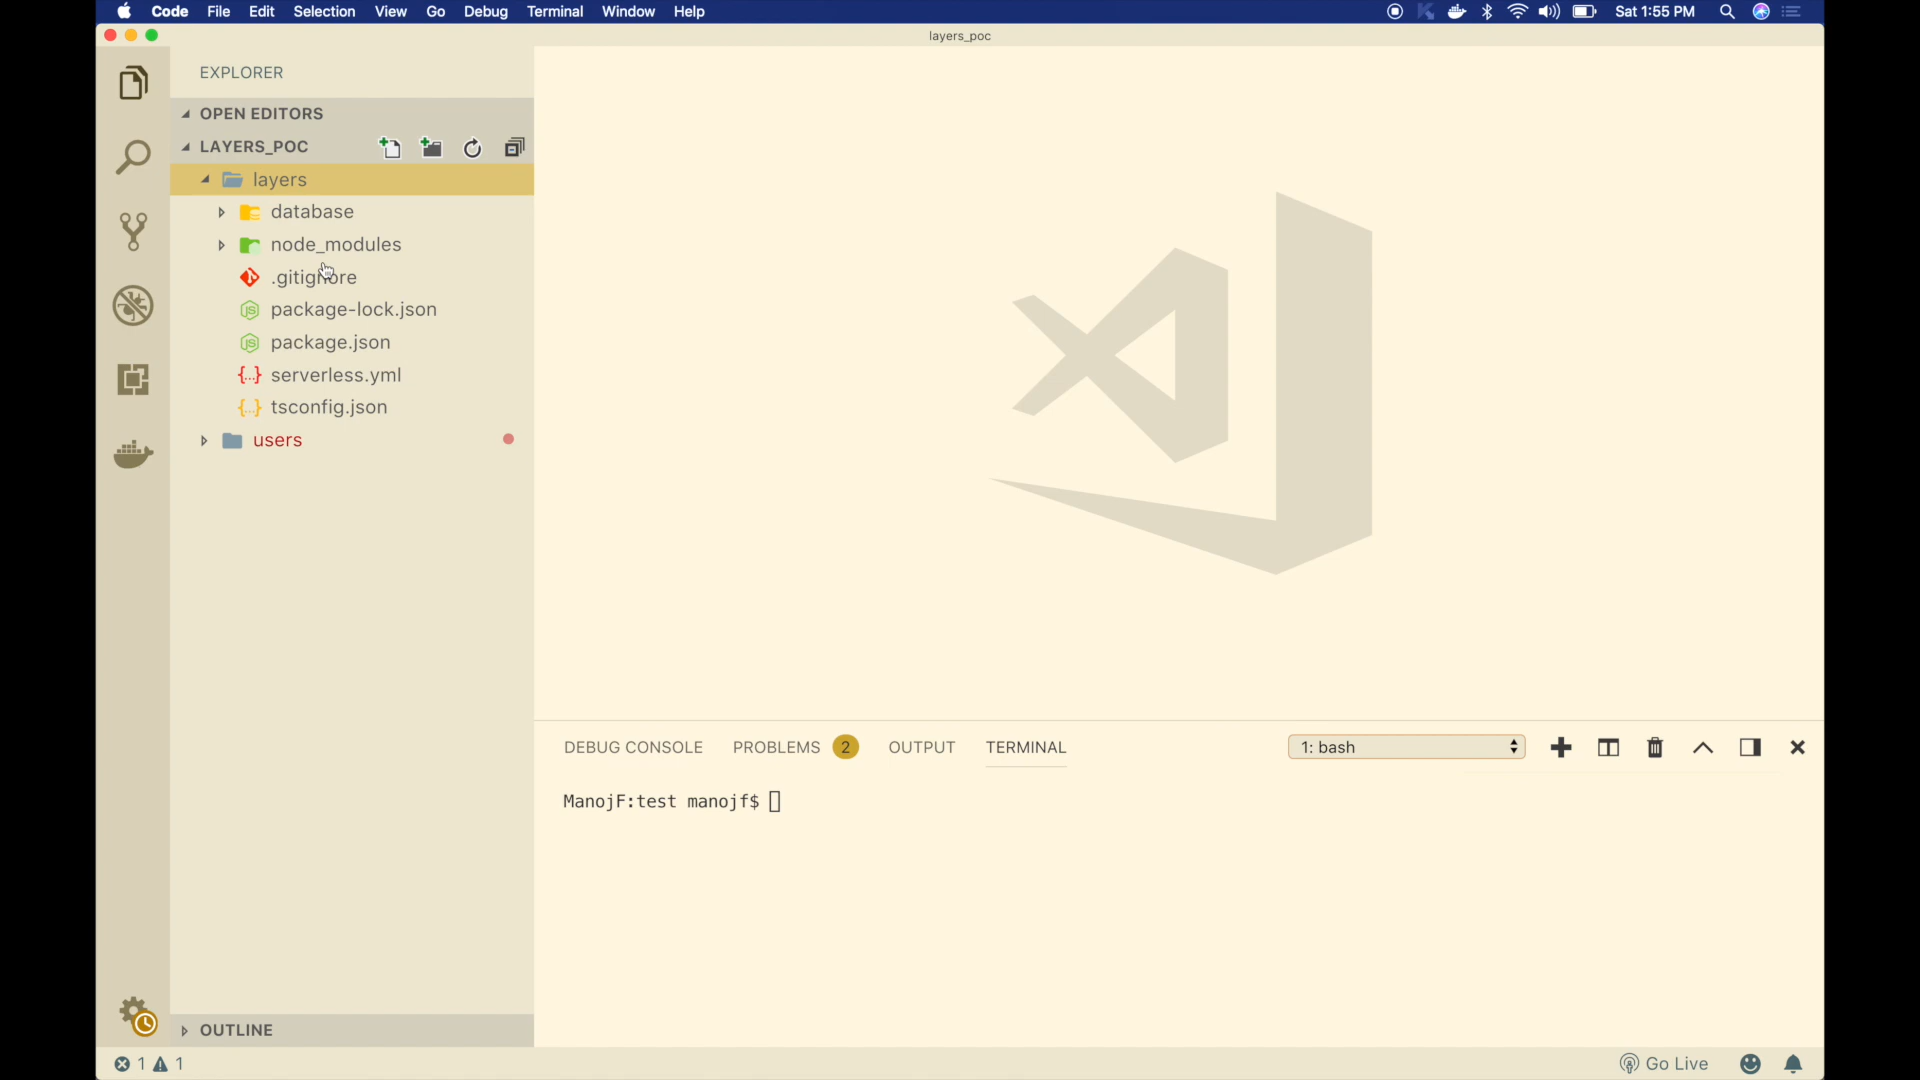 Code File Edit Selection View Go Debug Terminal Window Help Sat 1:55 PM
layers_poc
EXPLORER
OPEN EDITORS
LAYERS_POC
layers
database
node_modules
.gitignore
package-lock.json
package.json
serverless.yml
tsconfig.json
users
DEBUG CONSOLE PROBLEMS 2 OUTPUT TERMINAL 1: bash
ManojF:test manojf$
OUTLINE
1 1 Go Live